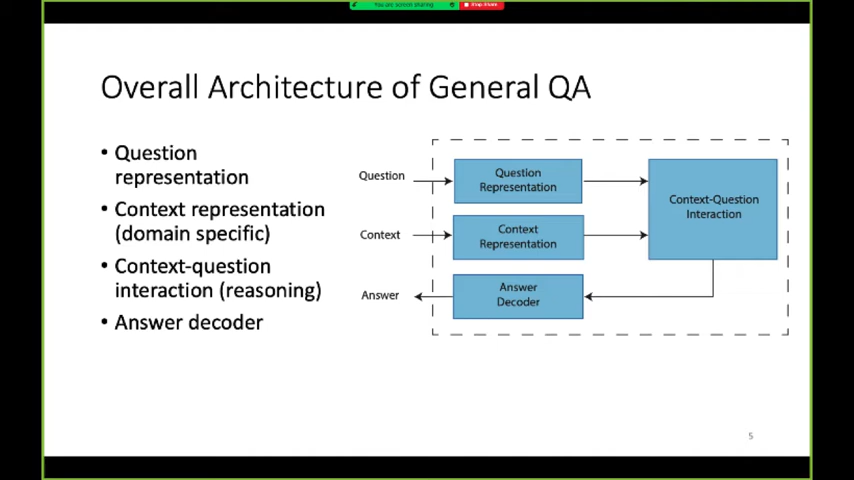 You are screen sharing
Stop Share
Overall Architecture of General QA
• Question
representation
• Context representation
(domain specific)
• Context-question
interaction (reasoning)
• Answer decoder
Question
Question
Representation
Context-Question
Interaction
Context
Context
Representation
Answer
Answer
Decoder
5